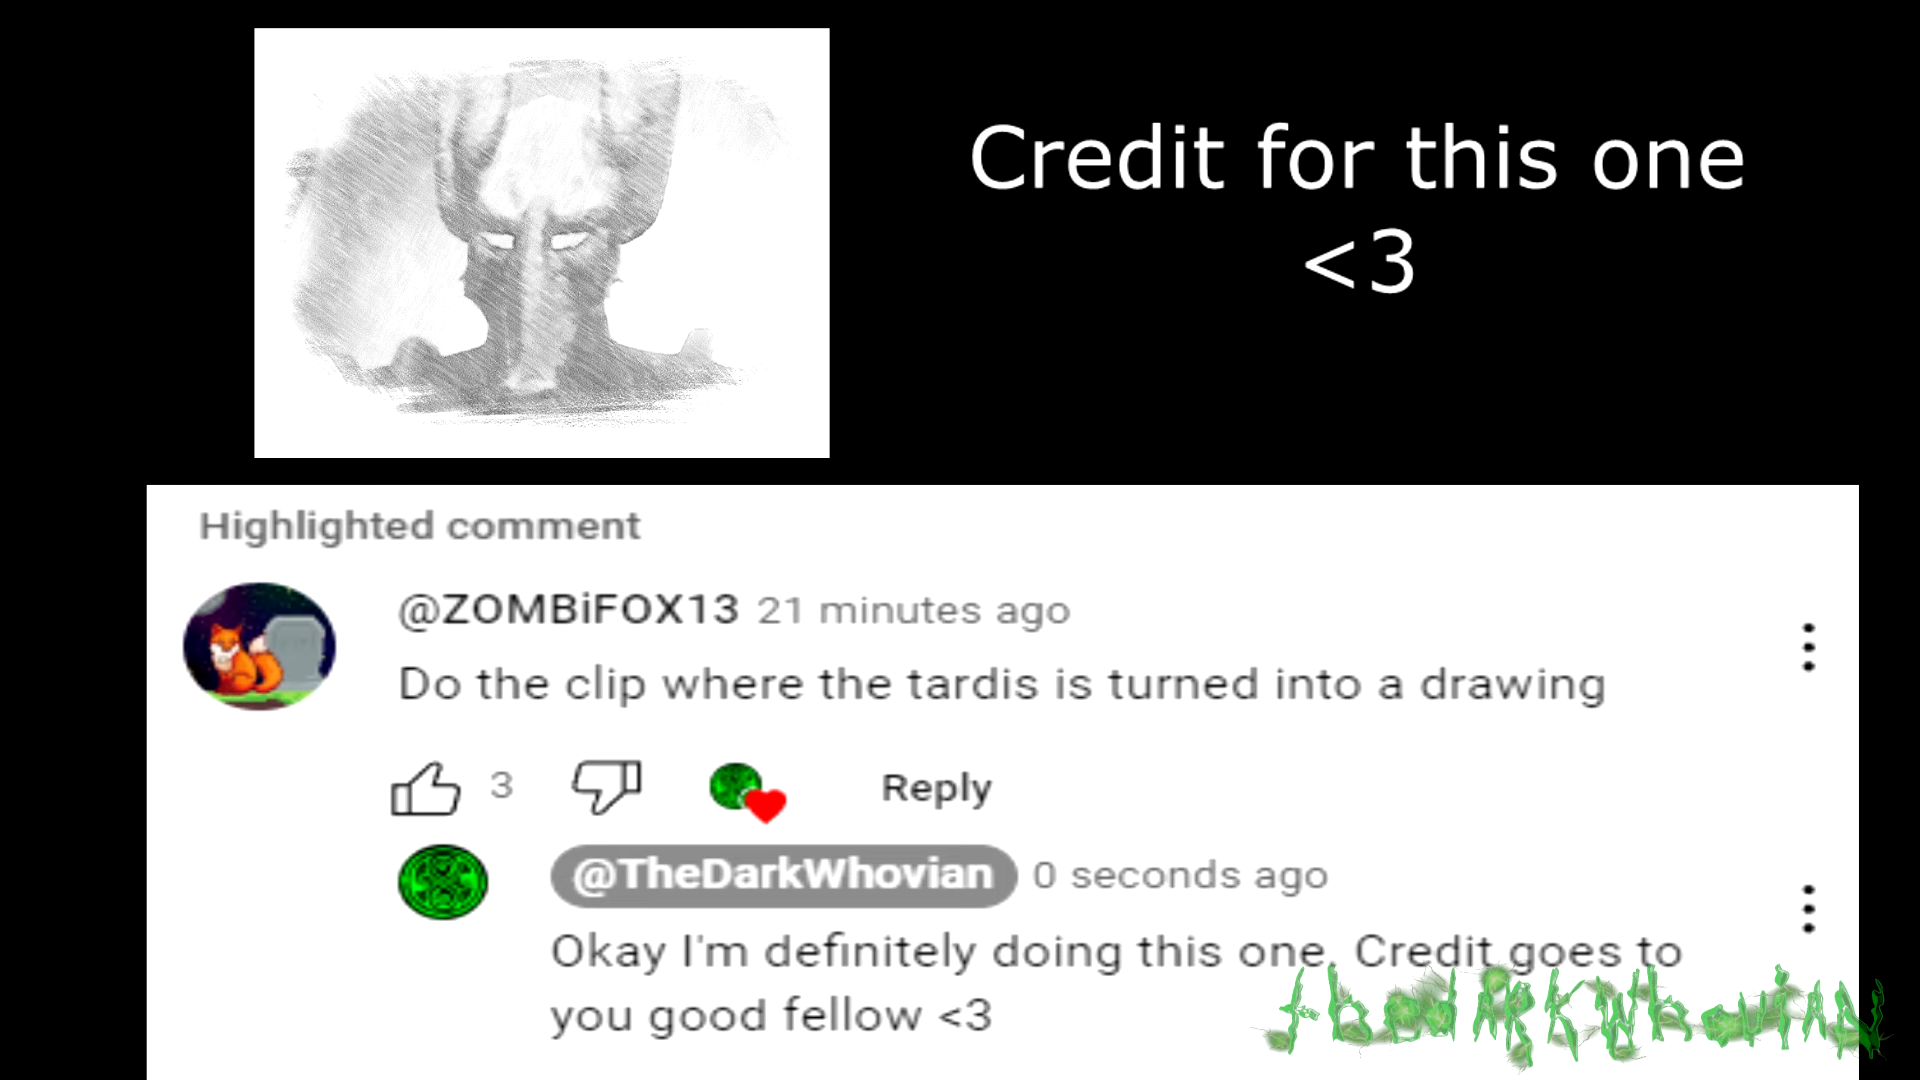 Credit for this one
<3
Highlighted comment
@ZOMBiFOX13 21 minutes ago
Do the clip where the tardis is turned into a drawing
3
Reply
@TheDarkWhovian 0 seconds ago
Okay I'm definitely doing this one. Credit goes to
you good fellow <3
thedARKWhoviAN